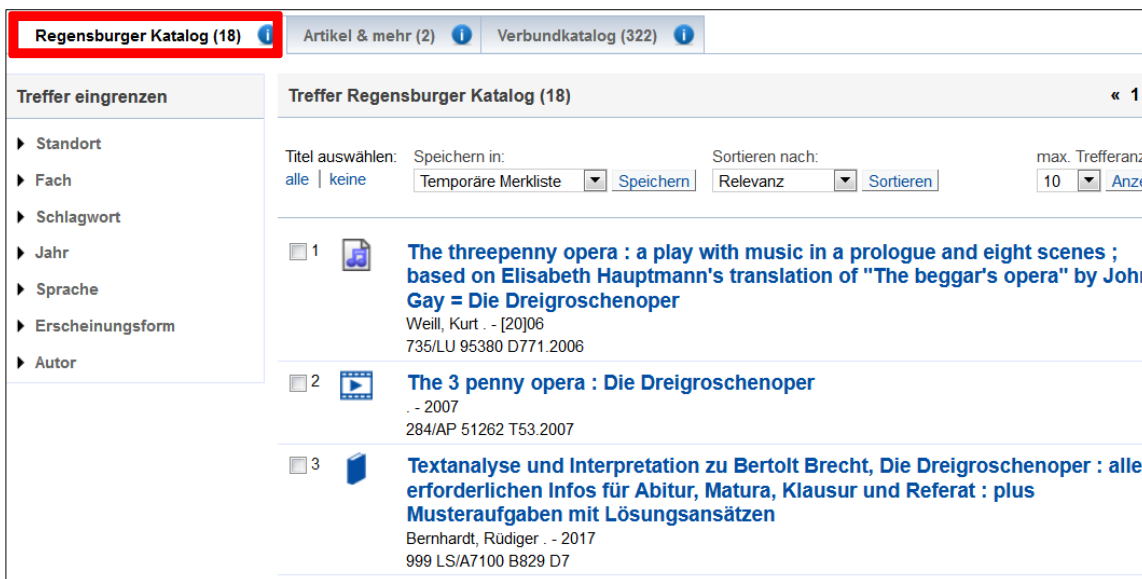 Regensburger Katalog (18) i Artikel & mehr (2) i Verbundkatalog (322) i
Treffer eingrenzen
Standort
Fach
Schlagwort
Jahr
Sprache
Erscheinungsform
Autor
Treffer Regensburger Katalog (18) « 1
Titel auswählen: Speichern in: Sortieren nach: max.
alle | keine Temporäre Merkliste Speichern Relevanz Sortieren 10
1 The threepenny opera : a play with music in a prologue and eight scenes ;
based on Elisabeth Hauptmann's translation of "The beggar's opera" by
Gay = Die Dreigroschenoper
Weill, Kurt . - [20]06
735/LU 95380 D771.2006
2 The 3 penny opera : Die Dreigroschenoper
. - 2007
284/AP 51262 T53.2007
3 Textanalyse und Interpretation zu Bertolt Brecht, Die Dreigroschenoper : alle
erforderlichen Infos für Abitur, Matura, Klausur und Referat : plus
Musteraufgaben mit Lösungsansätzen
Bernhardt, Rüdiger . - 2017
999 LS/A7100 B829 D7